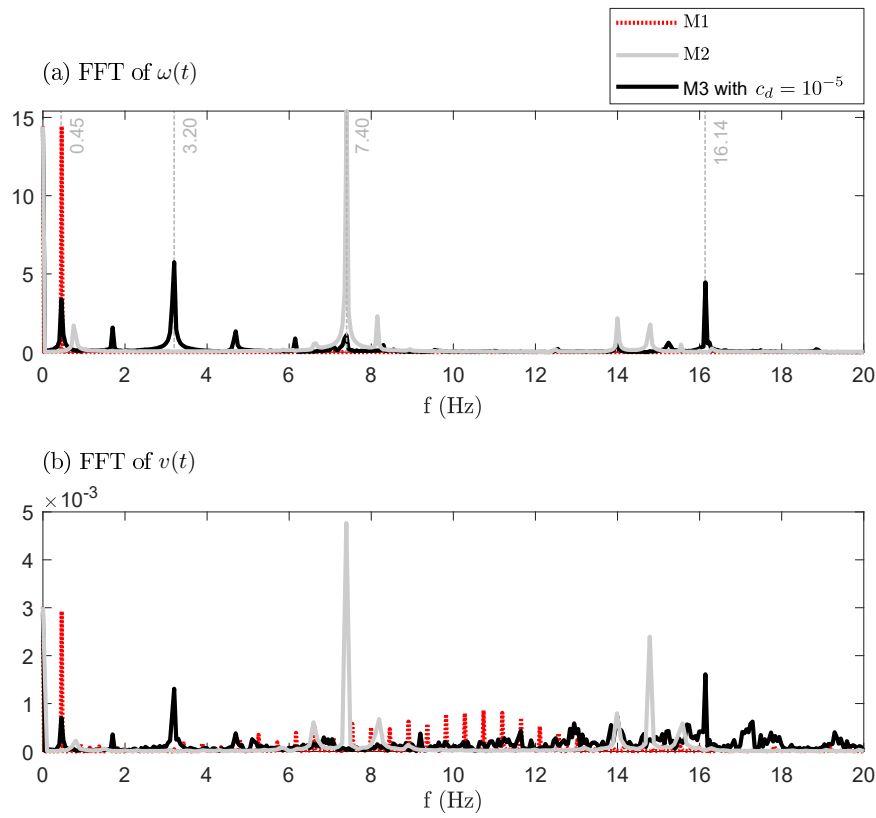 M1
M2
M3 with c_d = 10^{-5}
(a) FFT of ω(t)
0.45
3.20
7.40
16.14
15
10
5
0
0 2 4 6 8 10 12 14 16 18 20
f (Hz)
(b) FFT of v(t)
×10^{-3}
5
4
3
2
1
0
0 2 4 6 8 10 12 14 16 18 20
f (Hz)